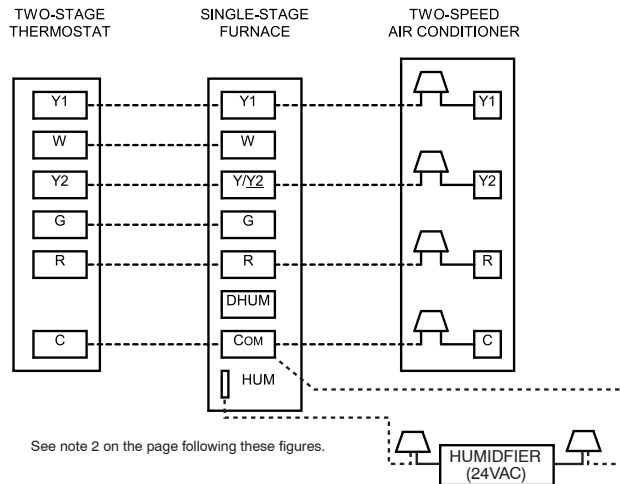 TWO-STAGE
THERMOSTAT
SINGLE-STAGE
FURNACE
TWO-SPEED
AIR CONDITIONER
Y1
Y1
Y1
W
W
Y2
Y/Y2
Y2
G
G
R
R
R
DHUM
C
COM
C
HUM
See note 2 on the page following these figures.
HUMIDFIER
(24VAC)